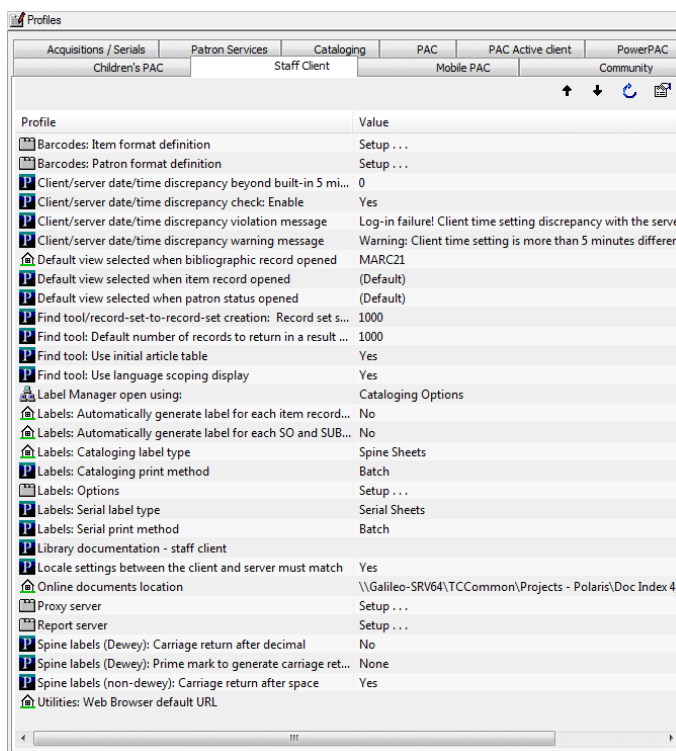 Profiles
Acquisitions / Serials Patron Services Cataloging PAC PAC Active client PowerPAC
Children's PAC Staff Client Mobile PAC Community
Profile Value
Barcodes: Item format definition Setup . . .
Barcodes: Patron format definition Setup . . .
Client/server date/time discrepancy beyond built-in 5 mi... 0
Client/server date/time discrepancy check: Enable Yes
Client/server date/time discrepancy violation message Log-in failure! Client time setting discrepancy with the serve
Client/server date/time discrepancy warning message Warning: Client time setting is more than 5 minutes differen
Default view selected when bibliographic record opened MARC21
Default view selected when item record opened (Default)
Default view selected when patron status opened (Default)
Find tool/record-set-to-record-set creation: Record set s... 1000
Find tool: Default number of records to return in a result ... 1000
Find tool: Use initial article table Yes
Find tool: Use language scoping display Yes
Label Manager open using: Cataloging Options
Labels: Automatically generate label for each item record... No
Labels: Automatically generate label for each SO and SUB... No
Labels: Cataloging label type Spine Sheets
Labels: Cataloging print method Batch
Labels: Options Setup . . .
Labels: Serial label type Serial Sheets
Labels: Serial print method Batch
Library documentation - staff client
Locale settings between the client and server must match Yes
Online documents location \\Galileo-SRV64\TCCommon\Projects - Polaris\Doc Index 4
Proxy server Setup . . .
Report server Setup . . .
Spine labels (Dewey): Carriage return after decimal No
Spine labels (Dewey): Prime mark to generate carriage ret... None
Spine labels (non-dewey): Carriage return after space Yes
Utilities: Web Browser default URL